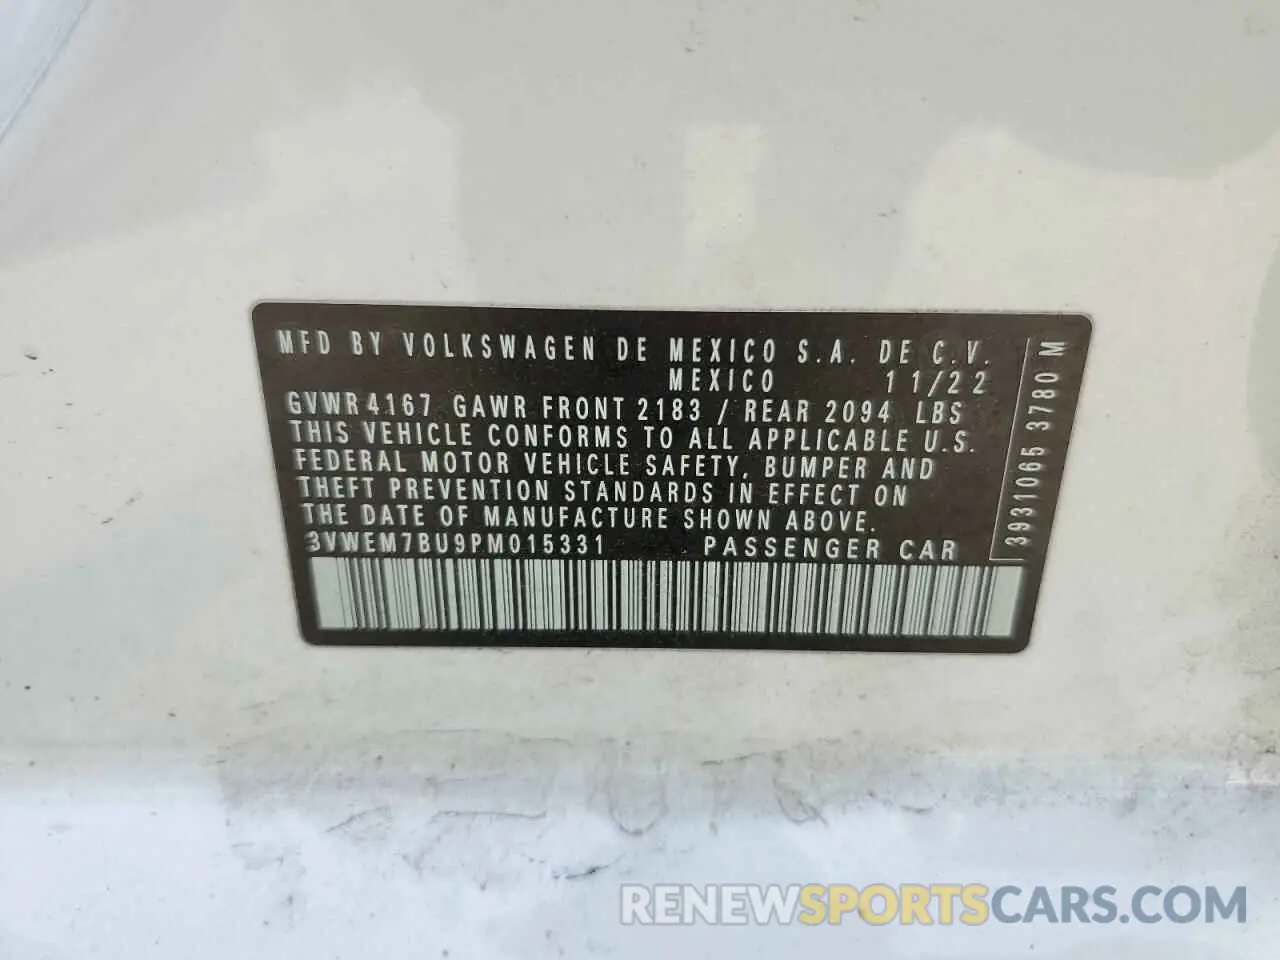 MFD BY VOLKSWAGEN DE MEXICO S.A. DE C.V.
MEXICO 11/22
GVWR 4167 GAWR FRONT 2183 / REAR 2094 LBS
THIS VEHICLE CONFORMS TO ALL APPLICABLE U.S.
FEDERAL MOTOR VEHICLE SAFETY, BUMPER AND
THEFT PREVENTION STANDARDS IN EFFECT ON
THE DATE OF MANUFACTURE SHOWN ABOVE.
3VWEM7BU9PM015331 PASSENGER CAR
3931065 3780 M
RENEWSPORTSCARS.COM